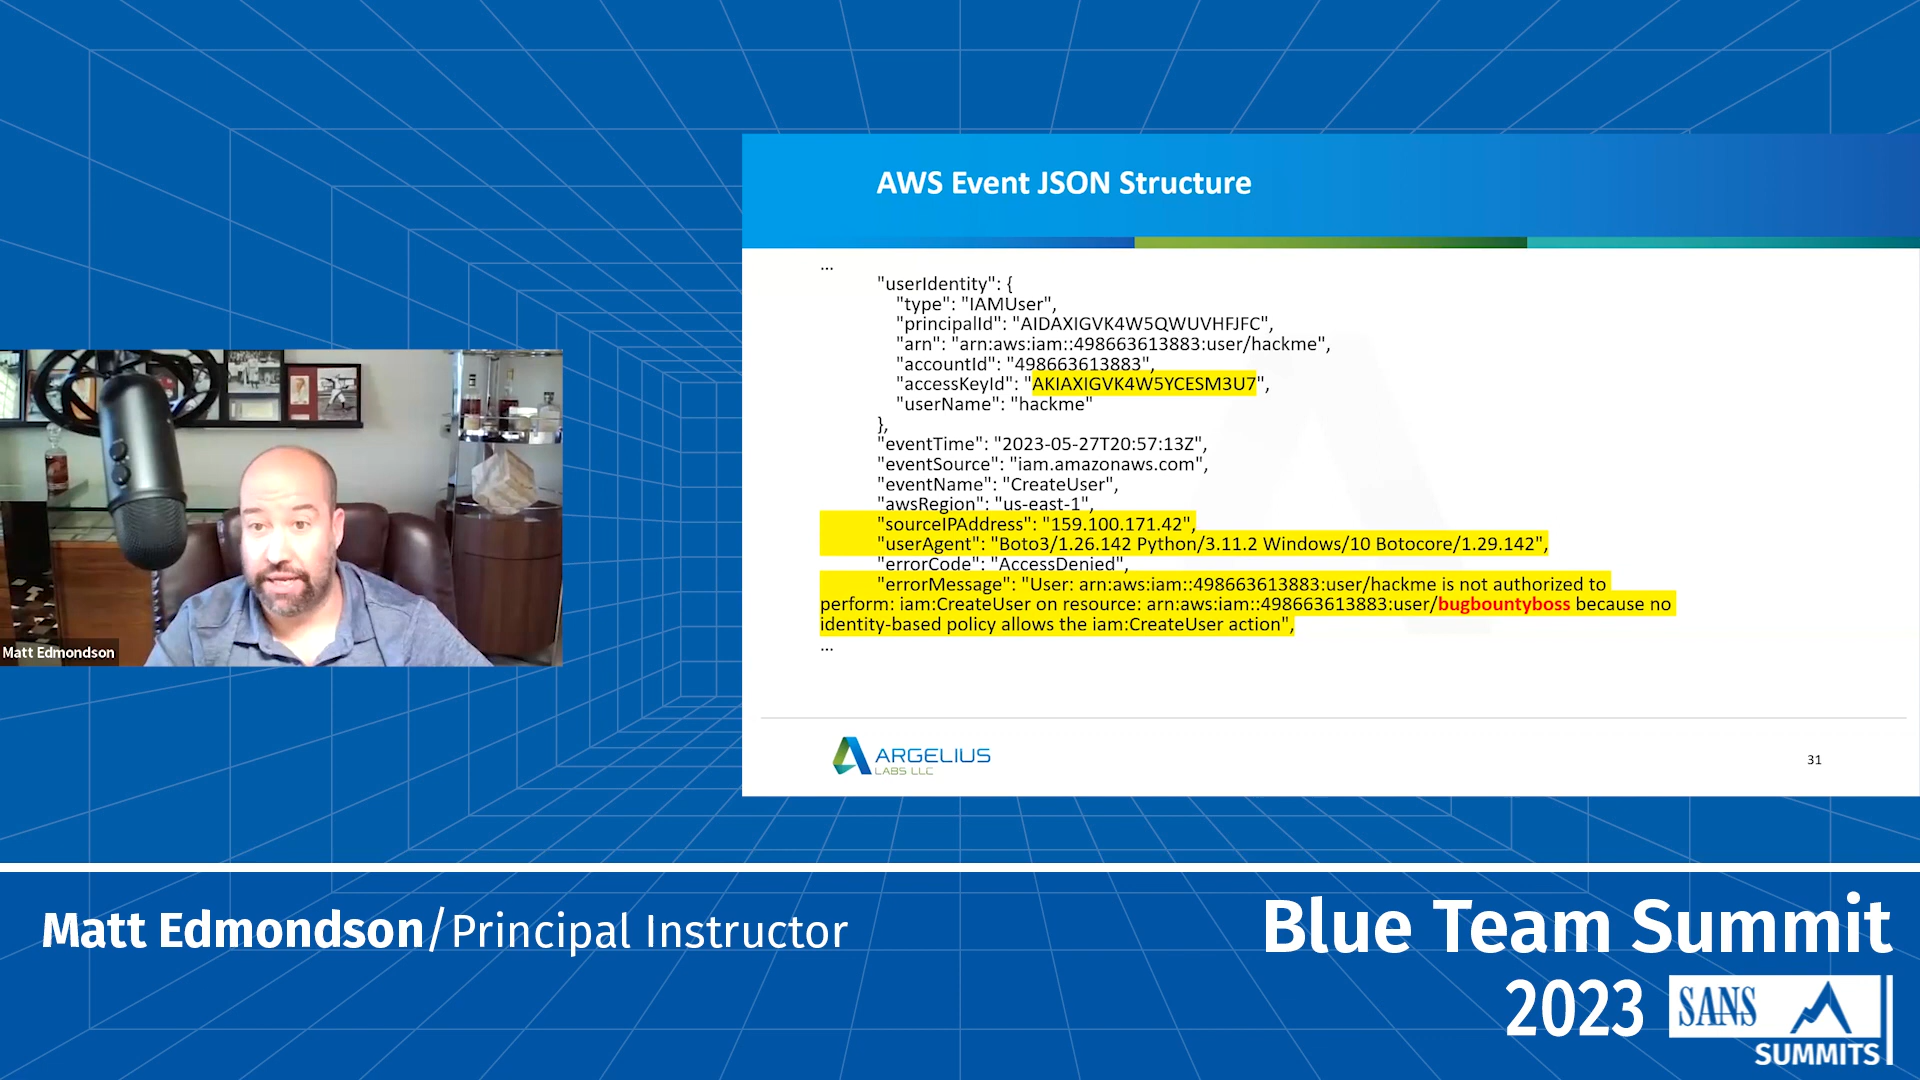 AWS Event JSON Structure
...
"userIdentity": {
"type": "IAMUser",
"principalId": "AIDAXIGVK4W5QWUVHFJFC",
"arn": "arn:aws:iam::498663613883:user/hackme",
"accountId": "498663613883",
"accessKeyId": "AKIAXIGVK4W5YCESM3U7",
"userName": "hackme"
},
"eventTime": "2023-05-27T20:57:13Z",
"eventSource": "iam.amazonaws.com",
"eventName": "CreateUser",
"awsRegion": "us-east-1",
"sourceIPAddress": "159.100.171.42",
"userAgent": "Boto3/1.26.142 Python/3.11.2 Windows/10 Botocore/1.29.142",
"errorCode": "AccessDenied",
"errorMessage": "User: arn:aws:iam::498663613883:user/hackme is not authorized to
perform: iam:CreateUser on resource: arn:aws:iam::498663613883:user/bugbountyboss because no
identity-based policy allows the iam:CreateUser action",
...
ARGELIUS
LABS LLC
31
Matt Edmondson
Matt Edmondson/Principal Instructor
Blue Team Summit
2023
SANS
SUMMITS